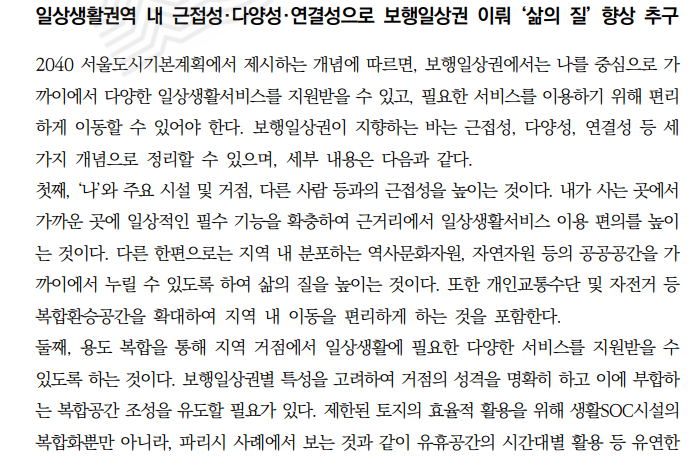 일상생활권역 내 근접성·다양성·연결성으로 보행일상권 이뤄 ‘삶의 질’ 향상 추구
2040 서울도시기본계획에서 제시하는 개념에 따르면, 보행일상권에서는 나를 중심으로 가
까이에서 다양한 일상생활서비스를 지원받을 수 있고, 필요한 서비스를 이용하기 위해 편리
하게 이동할 수 있어야 한다. 보행일상권이 지향하는 바는 근접성, 다양성, 연결성 등 세
가지 개념으로 정리할 수 있으며, 세부 내용은 다음과 같다.
첫째, ‘나’와 주요 시설 및 거점, 다른 사람 등과의 근접성을 높이는 것이다. 내가 사는 곳에서
가까운 곳에 일상적인 필수 기능을 확충하여 근거리에서 일상생활서비스 이용 편의를 높이
는 것이다. 다른 한편으로는 지역 내 분포하는 역사문화자원, 자연자원 등의 공공공간을 가
까이에서 누릴 수 있도록 하여 삶의 질을 높이는 것이다. 또한 개인교통수단 및 자전거 등
복합환승공간을 확대하여 지역 내 이동을 편리하게 하는 것을 포함한다.
둘째, 용도 복합을 통해 지역 거점에서 일상생활에 필요한 다양한 서비스를 지원받을 수
있도록 하는 것이다. 보행일상권별 특성을 고려하여 거점의 성격을 명확히 하고 이에 부합하
는 복합공간 조성을 유도할 필요가 있다. 제한된 토지의 효율적 활용을 위해 생활SOC시설의
복합화뿐만 아니라, 파리시 사례에서 보는 것과 같이 유휴공간의 시간대별 활용 등 유연한